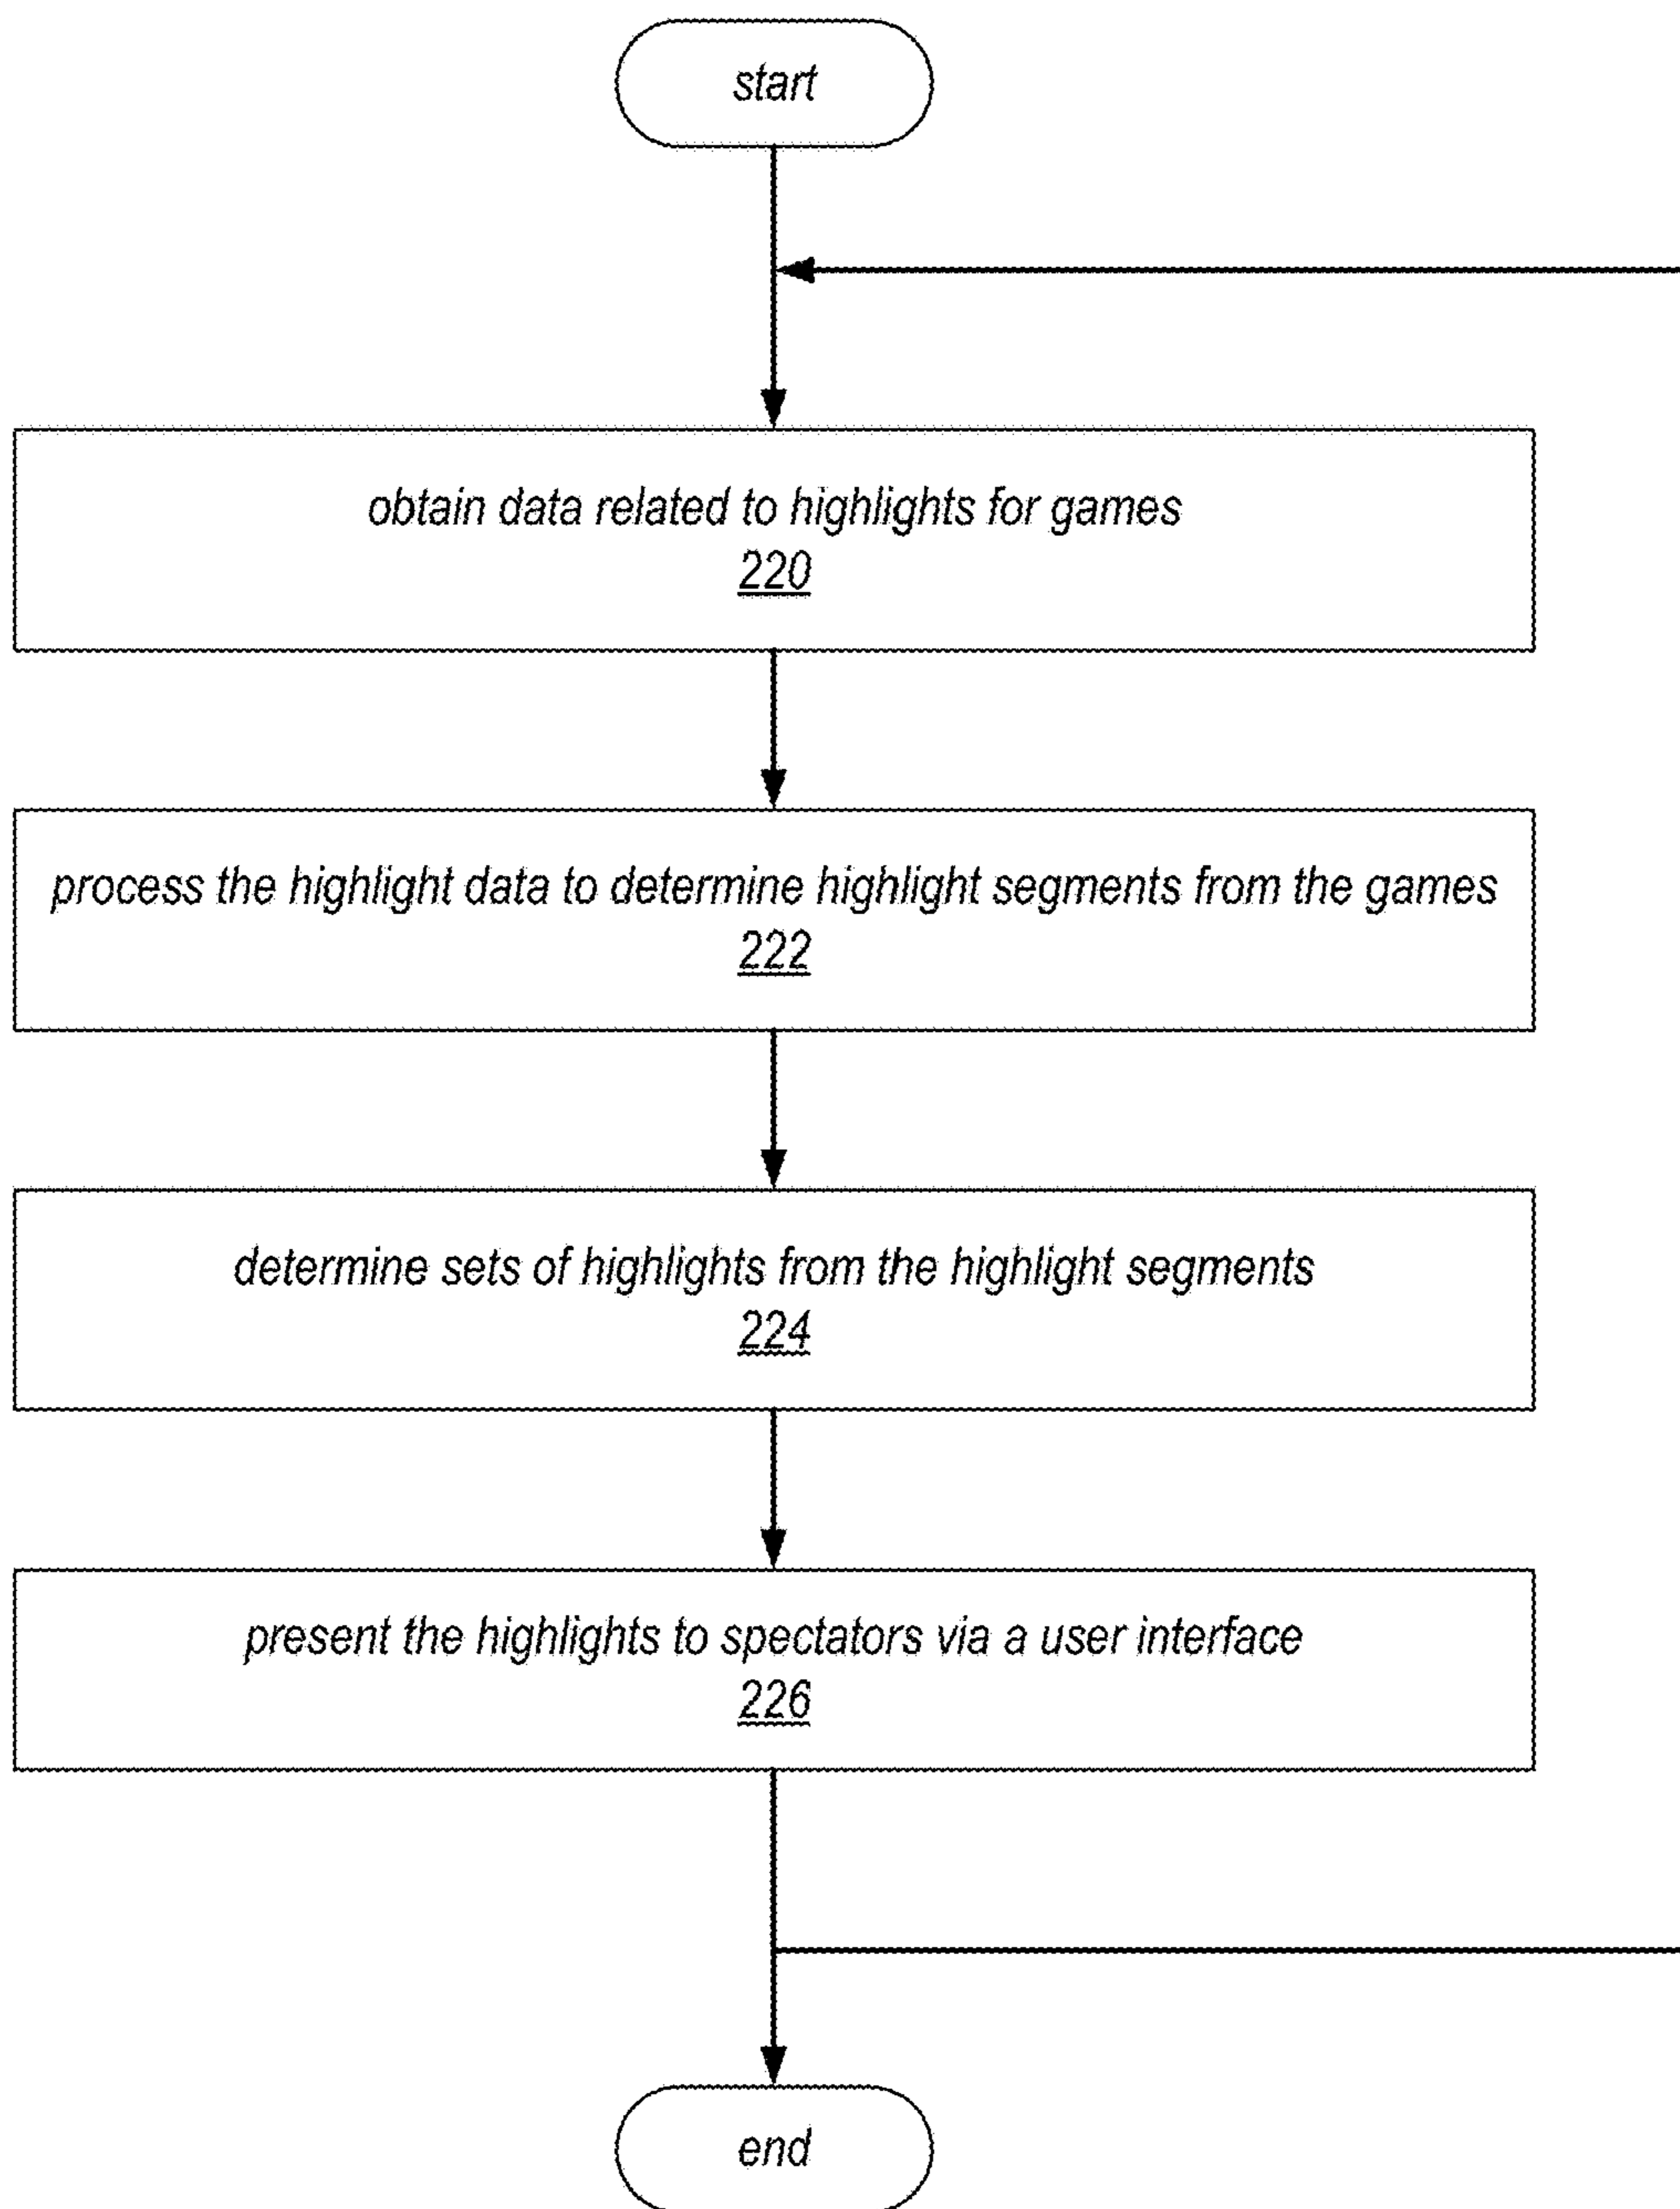 start
obtain data related to highlights for games
220
process the highlight data to determine highlight segments from the games
222
determine sets of highlights from the highlight segments
224
present the highlights to spectators via a user interface
226
end